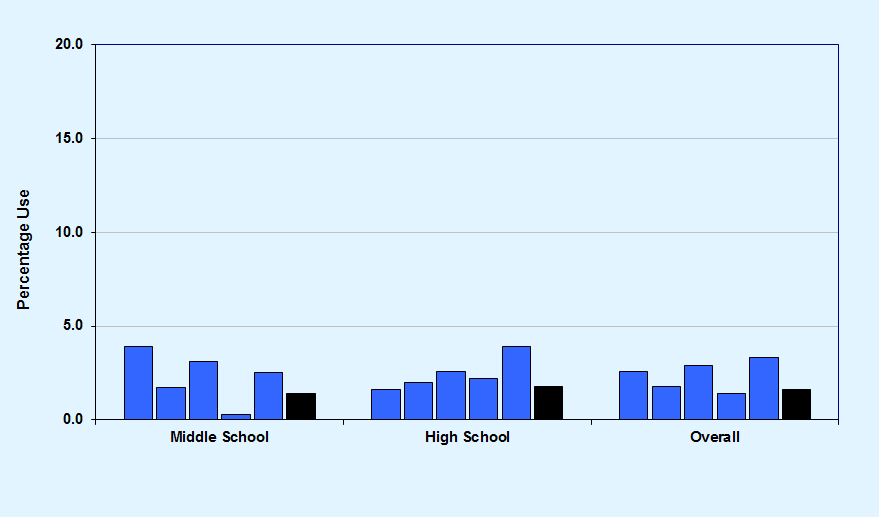 20.0
15.0
10.0
5.0
0.0
Percentage Use
Middle School
High School
Overall